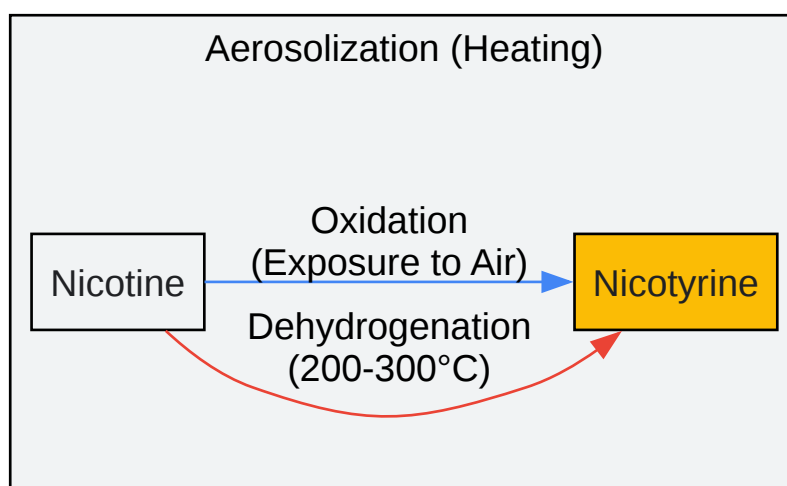 Aerosolization (Heating)
Oxidation
(Exposure to Air)
Nicotine
Nicotyrine
Dehydrogenation
(200-300°C)